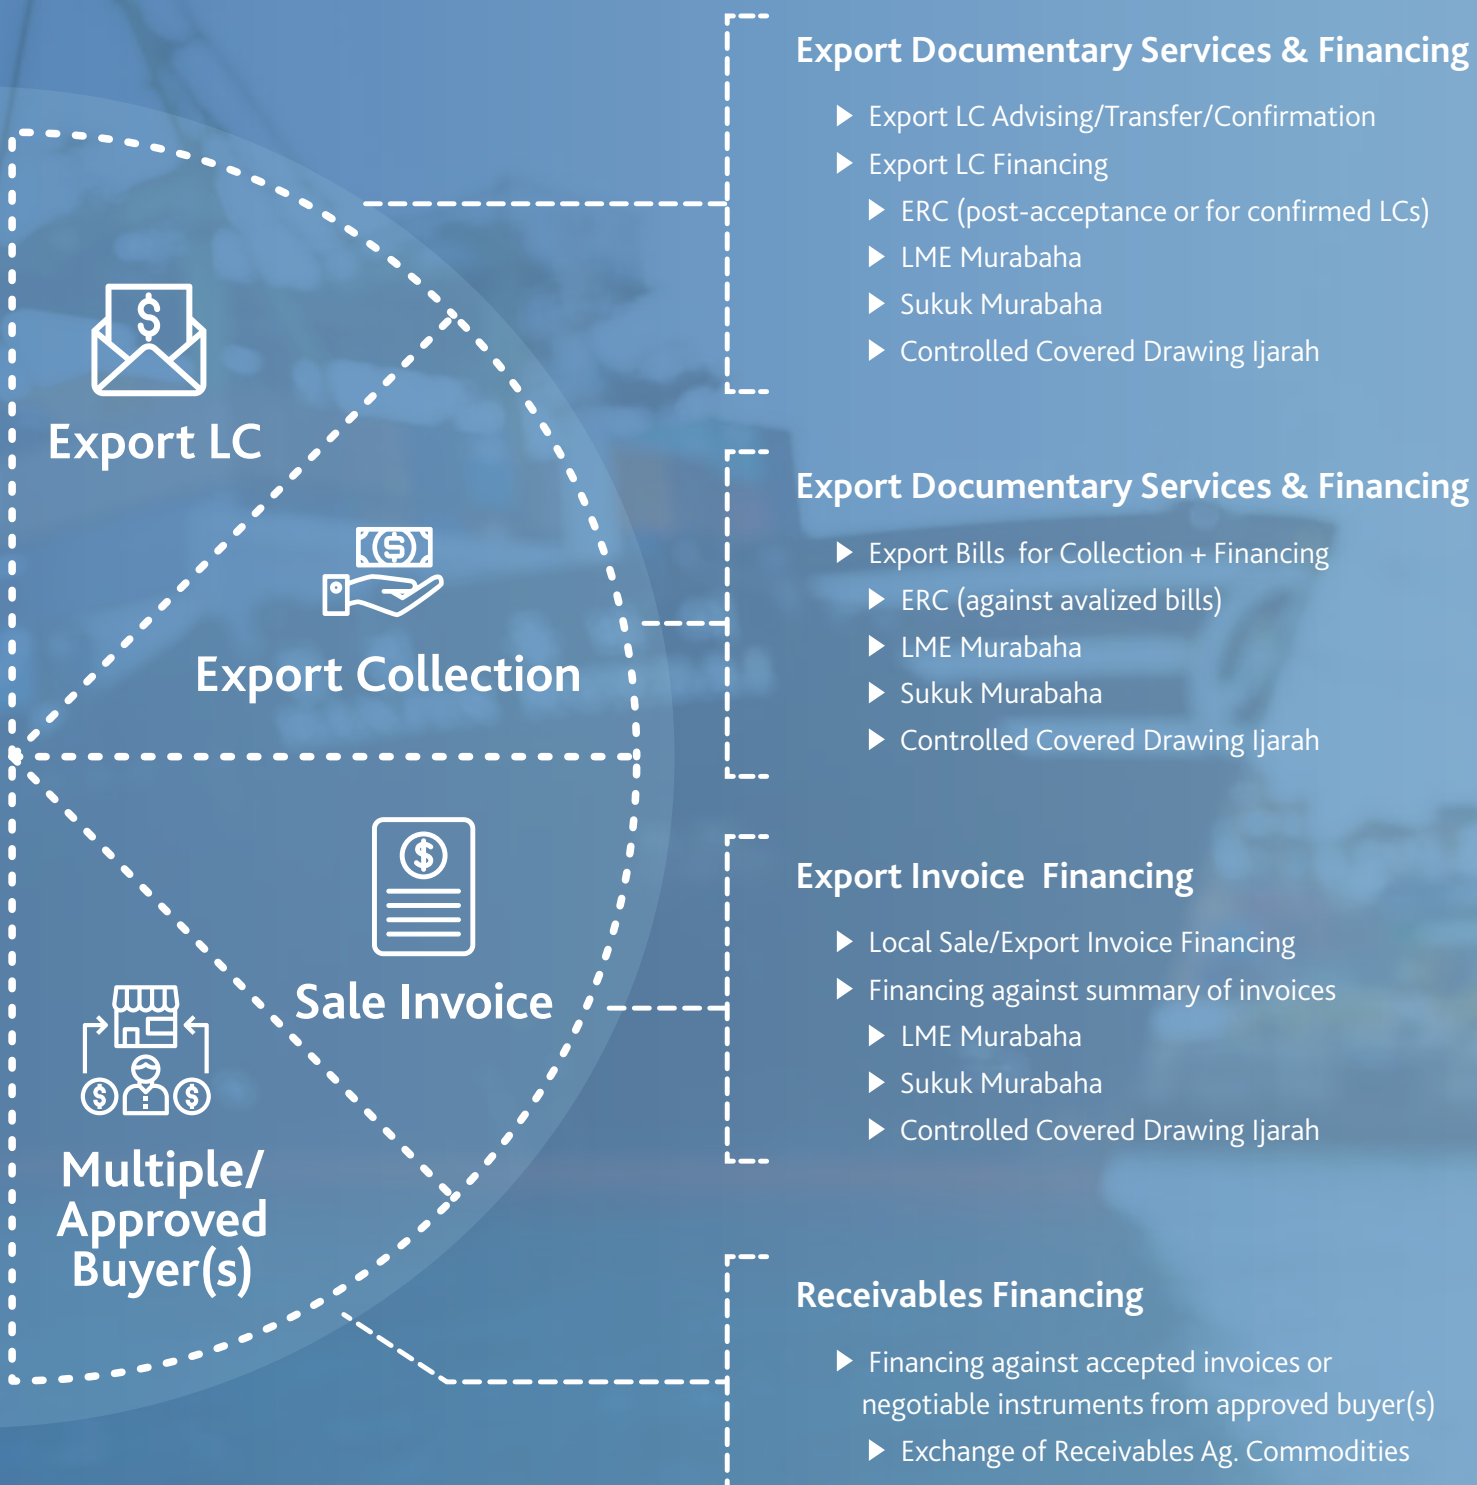 Export LC
Export Collection
Sale Invoice
Multiple/
Approved
Buyer(s)
Export Documentary Services & Financing
Export LC Advising/Transfer/Confirmation
Export LC Financing
ERC (post-acceptance or for confirmed LCs)
LME Murabaha
Sukuk Murabaha
Controlled Covered Drawing Ijarah
Export Documentary Services & Financing
Export Bills for Collection + Financing
ERC (against avalized bills)
LME Murabaha
Sukuk Murabaha
Controlled Covered Drawing Ijarah
Export Invoice Financing
Local Sale/Export Invoice Financing
Financing against summary of invoices
LME Murabaha
Sukuk Murabaha
Controlled Covered Drawing Ijarah
Receivables Financing
Financing against accepted invoices or
negotiable instruments from approved buyer(s)
Exchange of Receivables Ag. Commodities